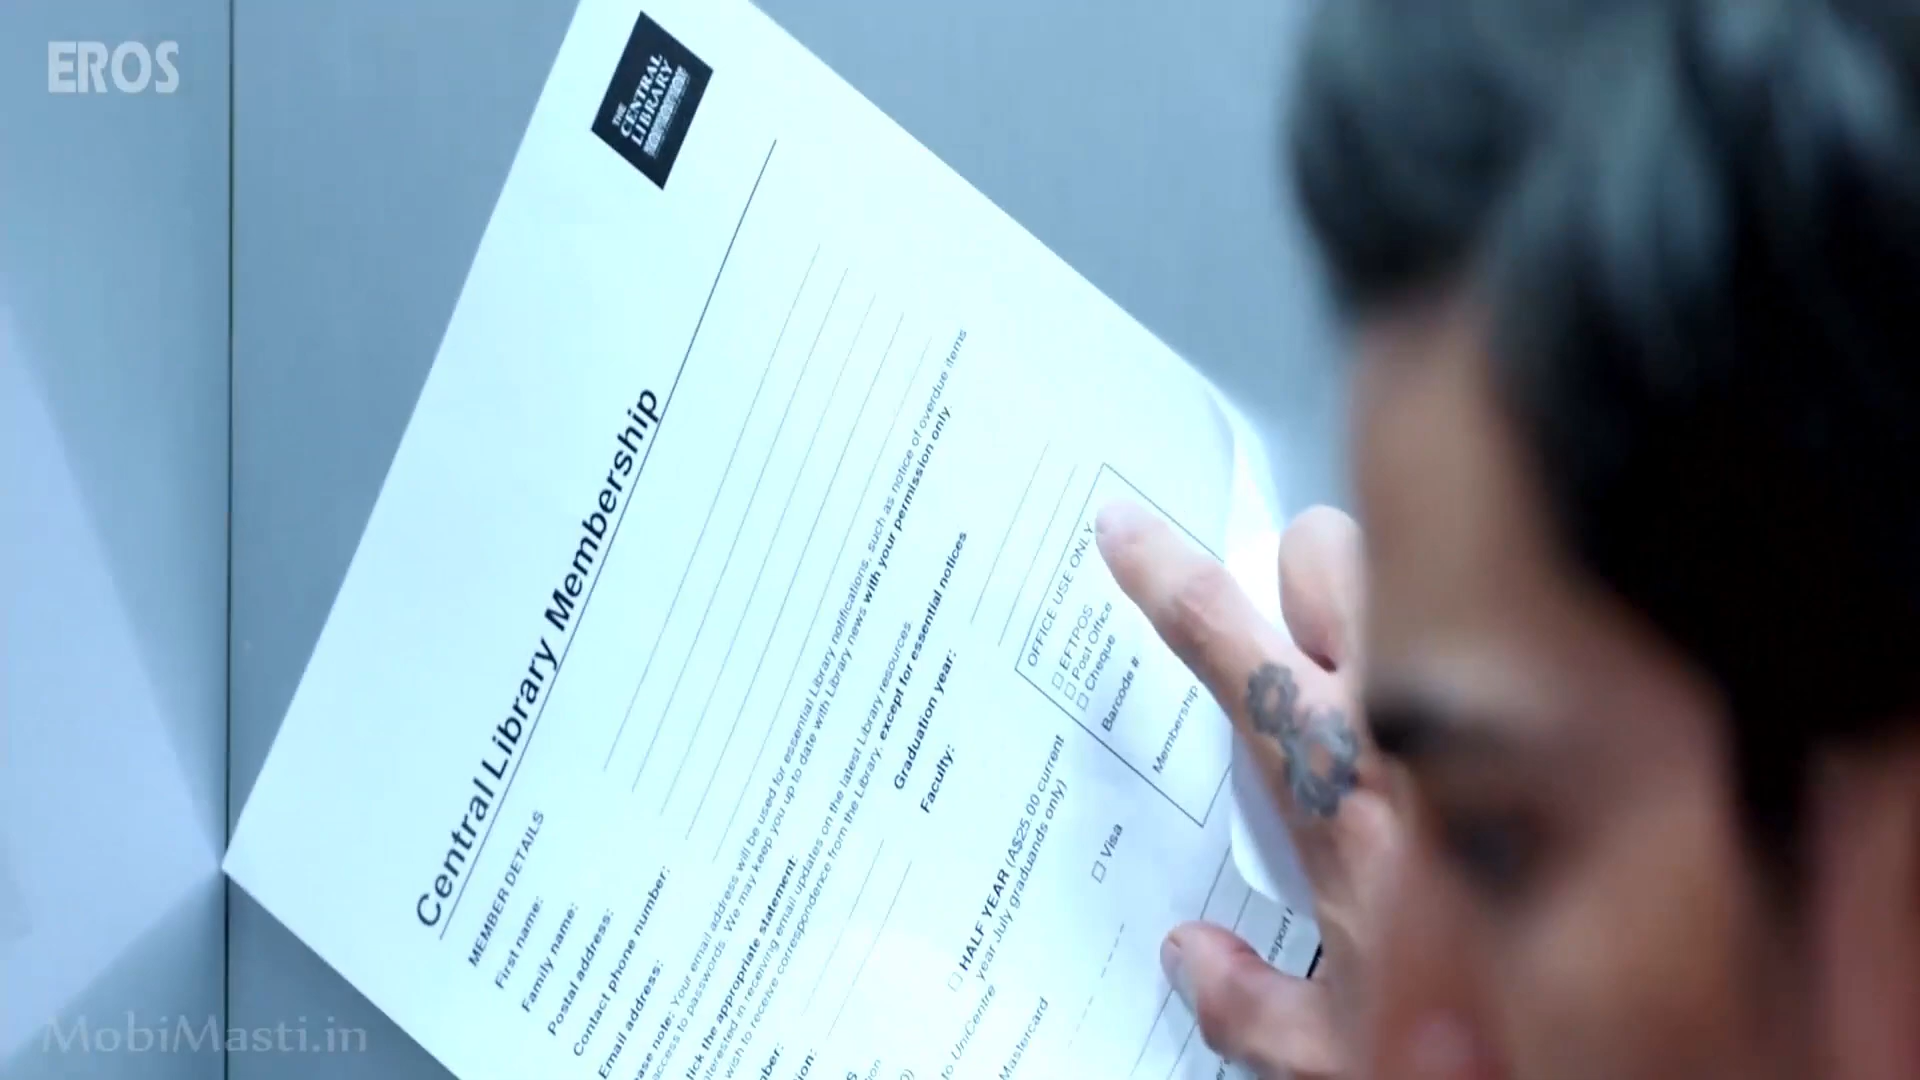 EROS
THE
CENTRAL
LIBRARY
Central Library Membership
MEMBER DETAILS
First name:
Family name:
Postal address:
Contact phone number:
Email address:
ase note: Your email address will be used for essential Library notifications, such as notice of overdue items
access to passwords. We may keep you up to date with Library news with your permission only
tick the appropriate statement:
nterested in receiving email updates on the latest Library resources
wish to receive correspondence from the Library, except for essential notices
Graduation year:
Faculty:
OFFICE USE ONLY
EFTPOS
Post Office
Cheque
Barcode #:
Membership
HALF YEAR (A$25.00 current
year July graduands only)
to UniCentre
Mastercard
Visa
MobiMasti.in